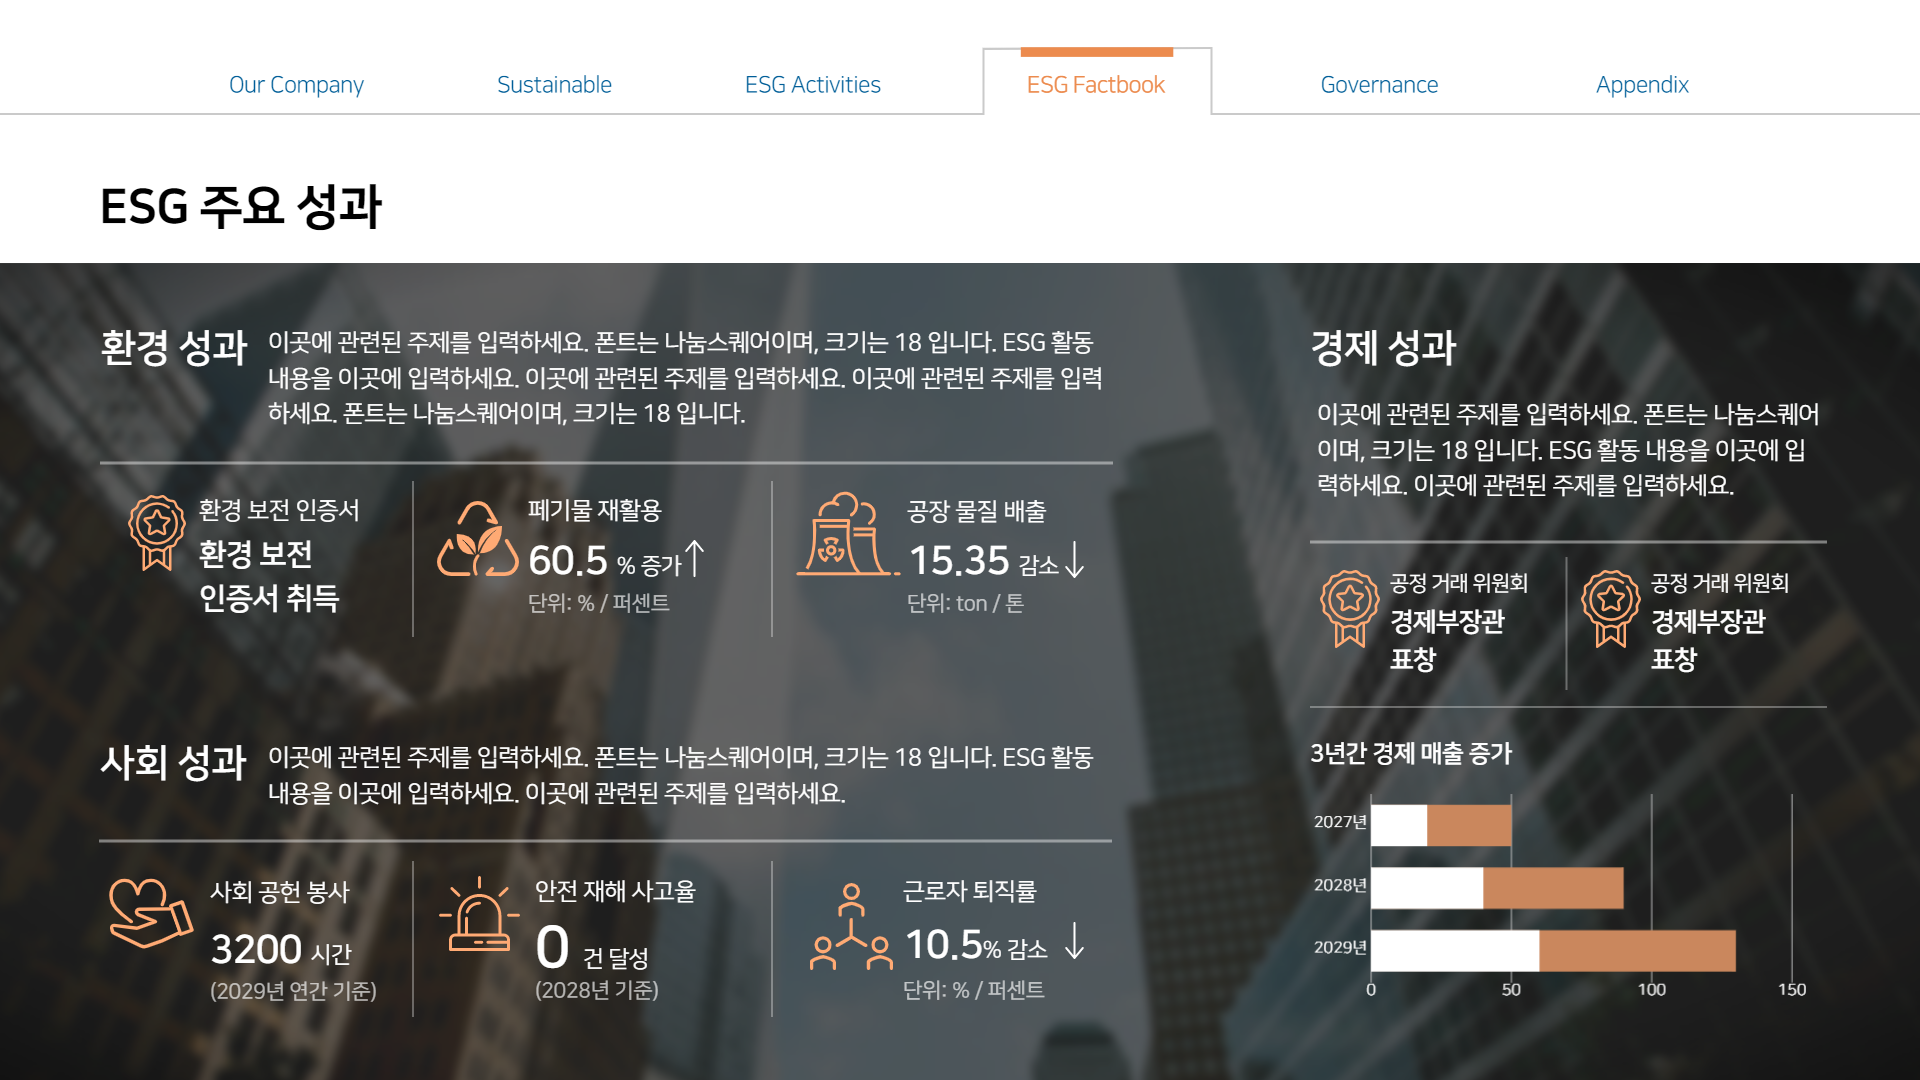 Our Company
Sustainable
ESG Activities
ESG Factbook
Governance
Appendix
ESG 주요 성과
환경 성과
이곳에 관련된 주제를 입력하세요. 폰트는 나눔스퀘어이며, 크기는 18 입니다. ESG 활동
내용을 이곳에 입력하세요. 이곳에 관련된 주제를 입력하세요. 이곳에 관련된 주제를 입력
하세요. 폰트는 나눔스퀘어이며, 크기는 18 입니다.
환경 보전 인증서
환경 보전
인증서 취득
폐기물 재활용
60.5 % 증가
단위: % / 퍼센트
공장 물질 배출
15.35 감소
단위: ton / 톤
사회 성과
이곳에 관련된 주제를 입력하세요. 폰트는 나눔스퀘어이며, 크기는 18 입니다. ESG 활동
내용을 이곳에 입력하세요. 이곳에 관련된 주제를 입력하세요.
사회 공헌 봉사
3200 시간
(2029년 연간 기준)
안전 재해 사고율
0 건 달성
(2028년 기준)
근로자 퇴직률
10.5% 감소
단위: % / 퍼센트
경제 성과
이곳에 관련된 주제를 입력하세요. 폰트는 나눔스퀘어
이며, 크기는 18 입니다. ESG 활동 내용을 이곳에 입
력하세요. 이곳에 관련된 주제를 입력하세요.
공정 거래 위원회
경제부장관
표창
공정 거래 위원회
경제부장관
표창
3년간 경제 매출 증가
2027년
2028년
2029년
0 50 100 150